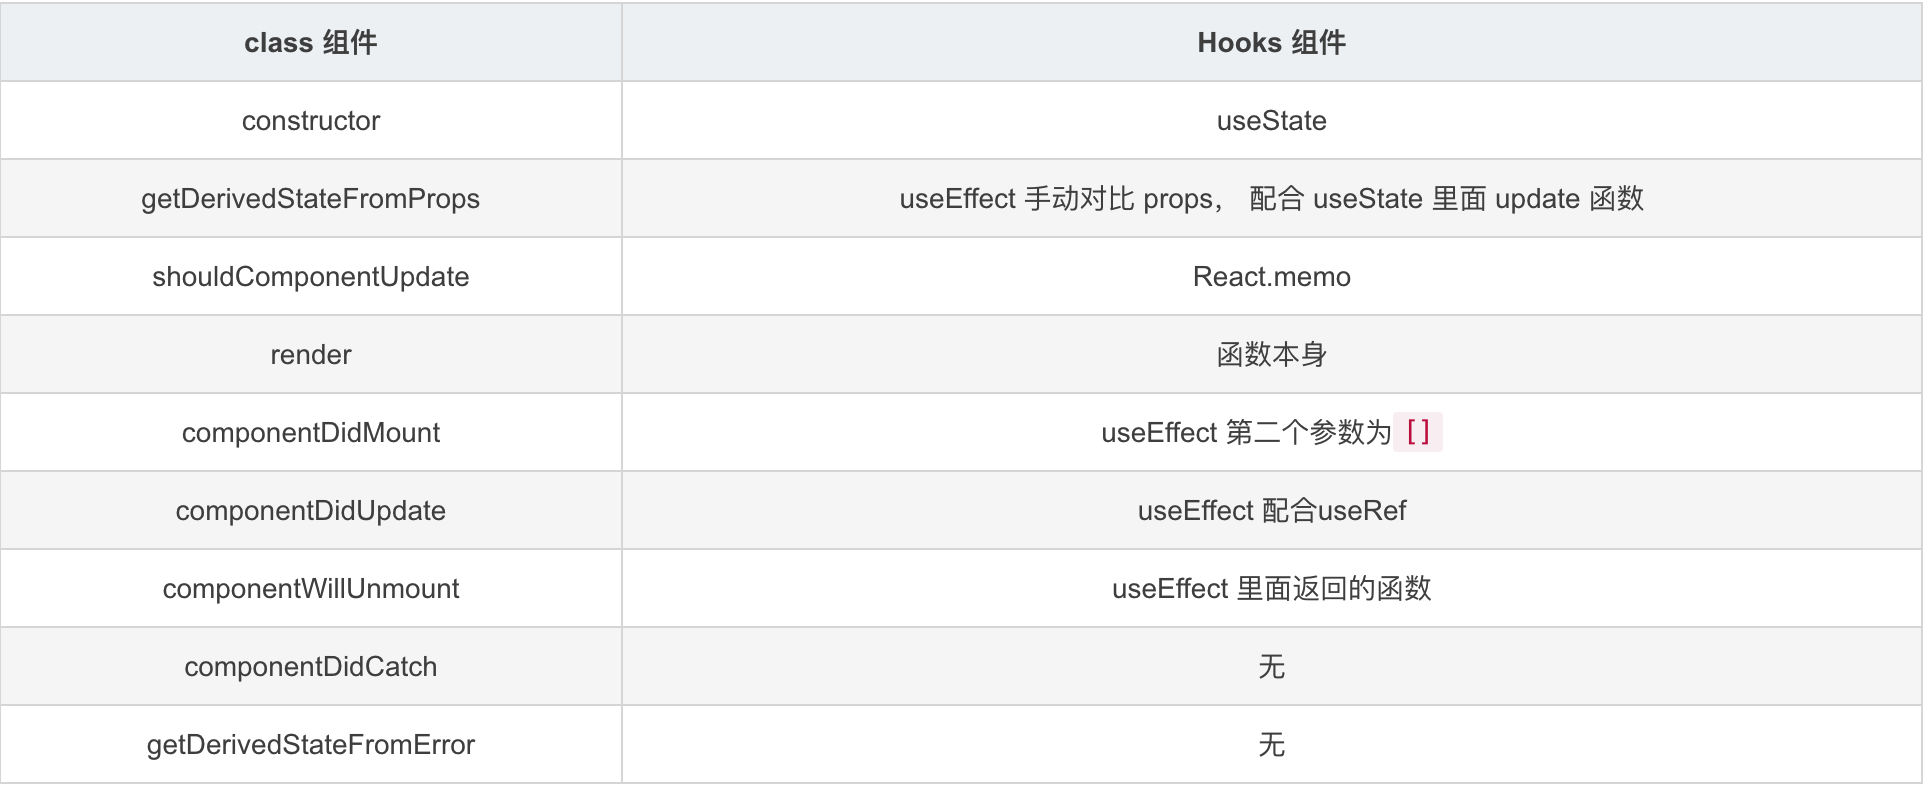 class 组件 Hooks 组件
constructor useState
getDerivedStateFromProps useEffect 手动对比 props， 配合 useState 里面 update 函数
shouldComponentUpdate React.memo
render 函数本身
componentDidMount useEffect 第二个参数为 []
componentDidUpdate useEffect 配合useRef
componentWillUnmount useEffect 里面返回的函数
componentDidCatch 无
getDerivedStateFromError 无